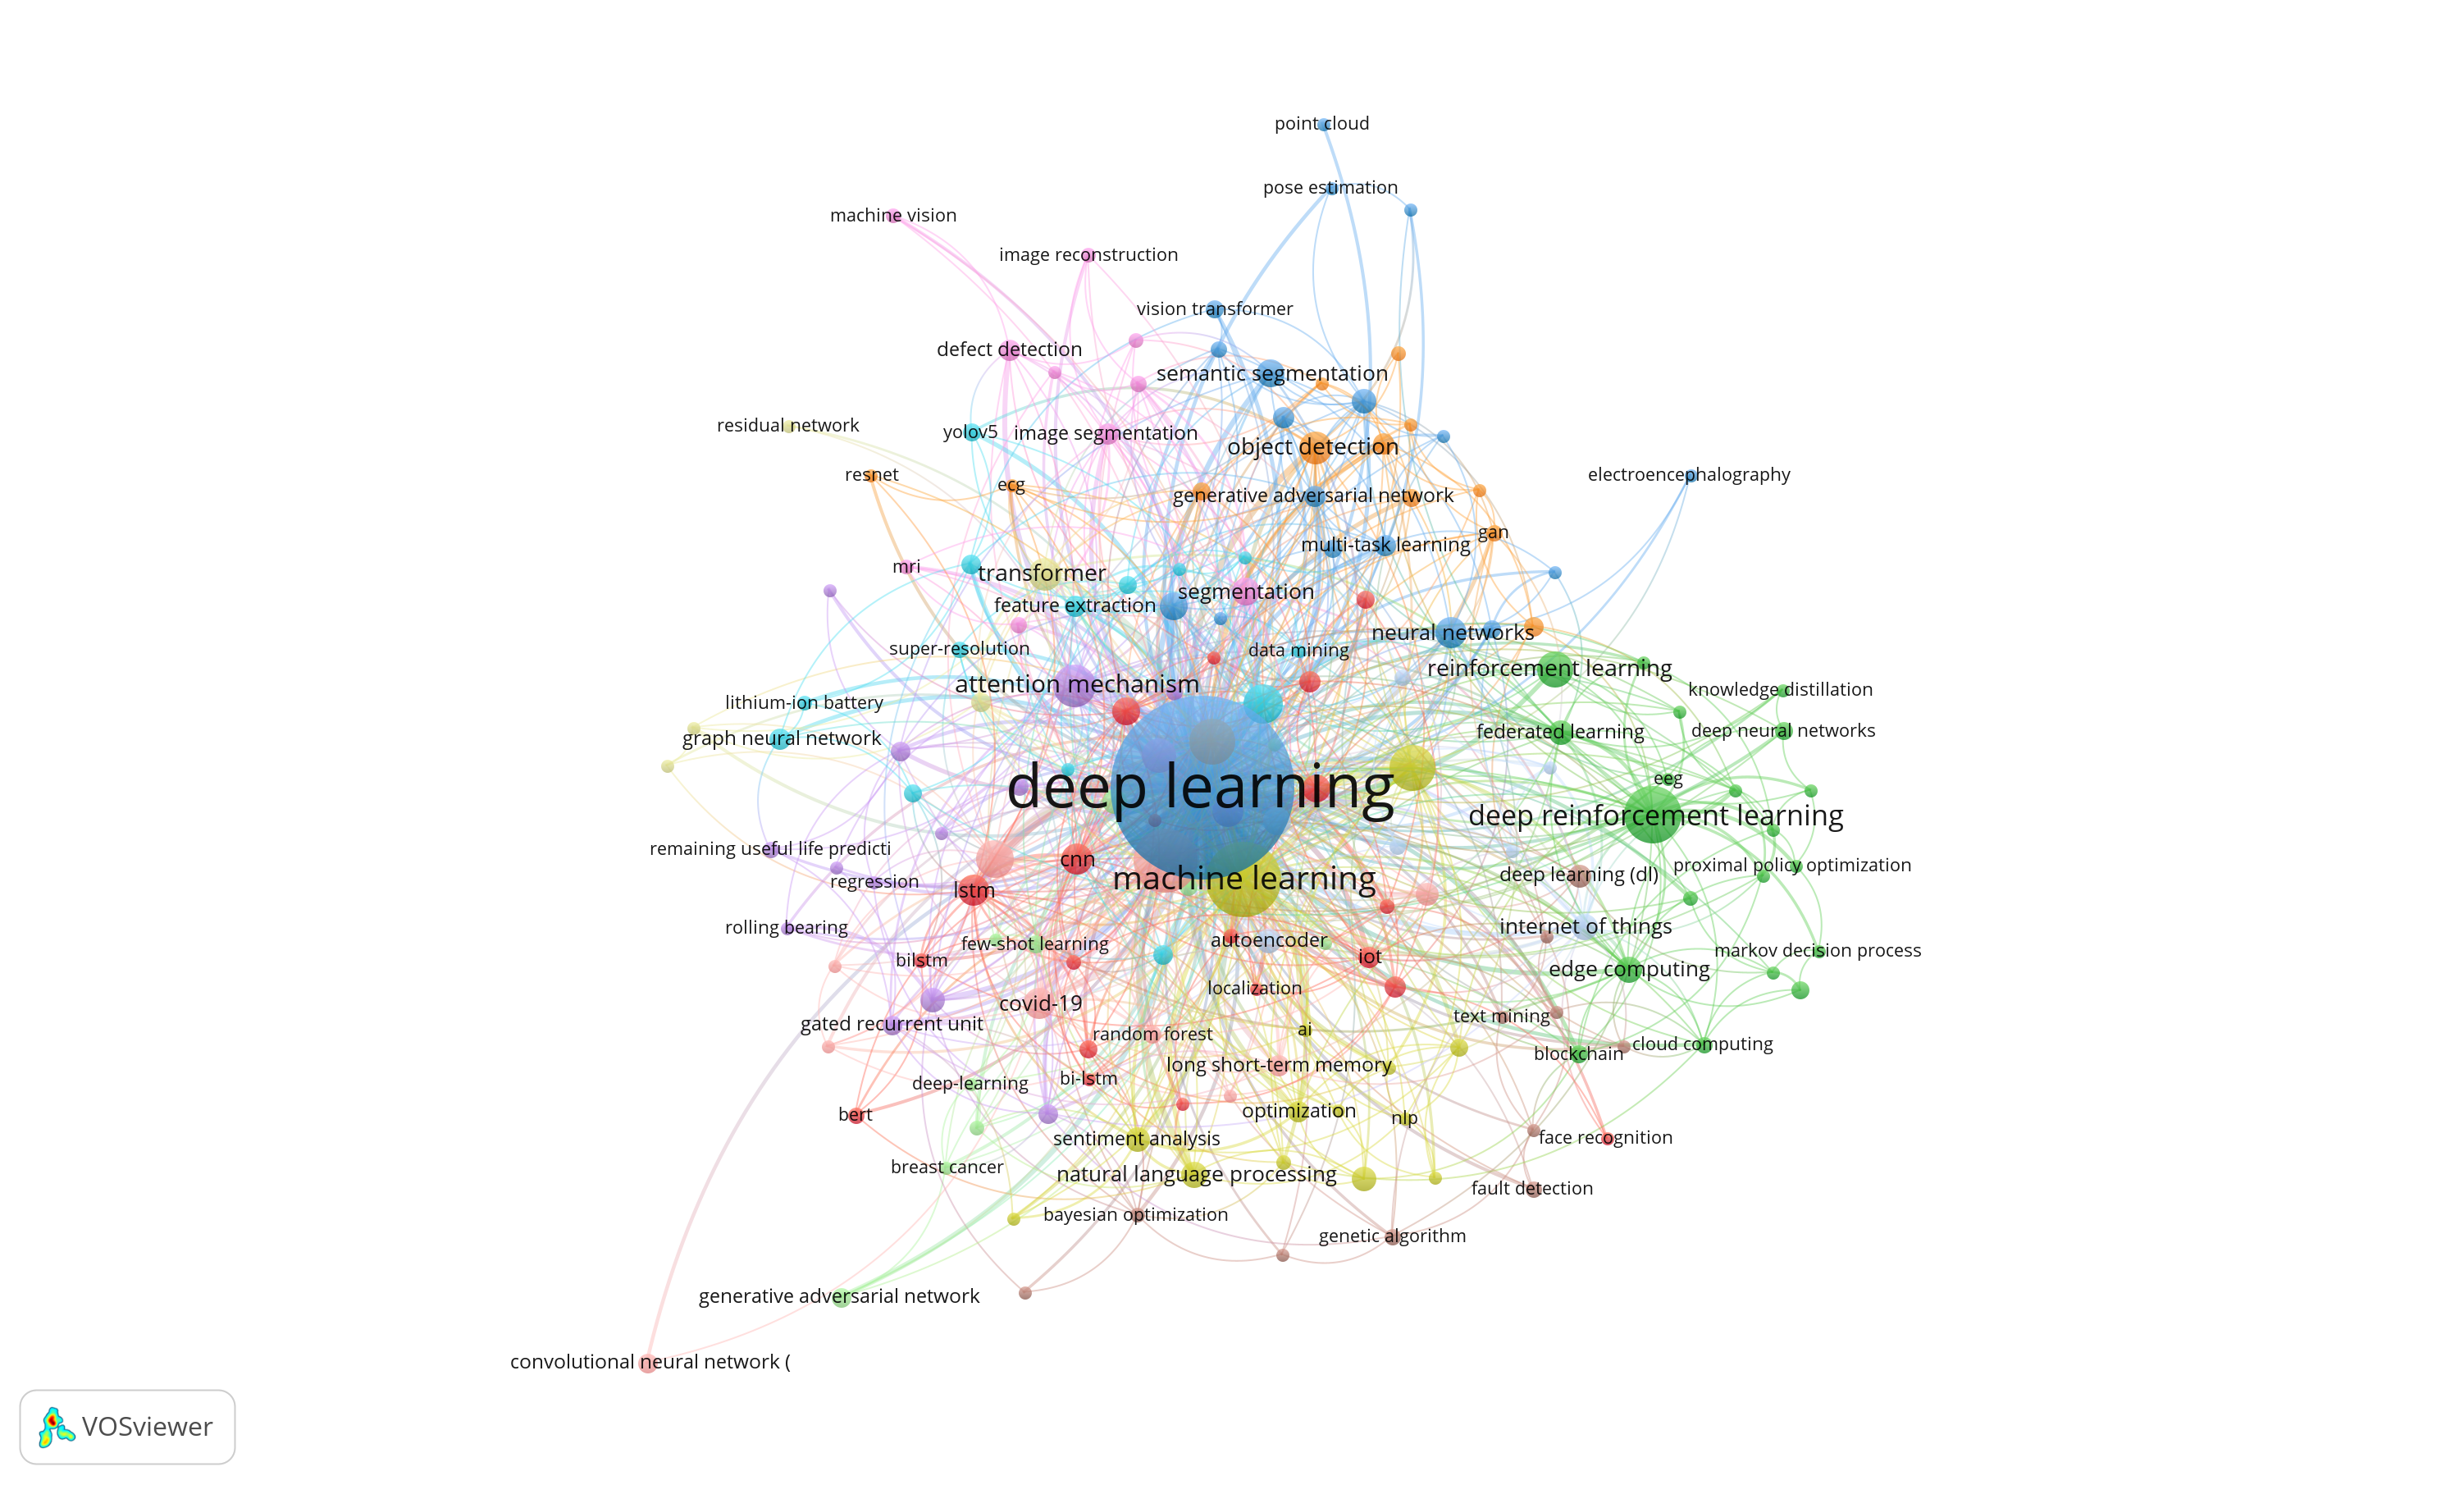 point cloud
pose estimation
machine vision
image reconstruction
vision transformer
defect detection
semantic segmentation
residual network
yolov5
image segmentation
object detection
resnet
ecg
electroencephalography
generative adversarial network
gan
multi-task learning
mri
transformer
segmentation
feature extraction
neural networks
super-resolution
data mining
reinforcement learning
attention mechanism
knowledge distillation
lithium-ion battery
graph neural network
federated learning
deep neural networks
eeg
deep learning
deep reinforcement learning
remaining useful life predicti
cnn
proximal policy optimization
regression
lstm
machine learning
deep learning (dl)
rolling bearing
internet of things
few-shot learning
autoencoder
markov decision process
bilstm
iot
edge computing
localization
covid-19
gated recurrent unit
random forest
ai
text mining
cloud computing
blockchain
long short-term memory
deep-learning
bi-lstm
bert
optimization
nlp
sentiment analysis
face recognition
breast cancer
natural language processing
fault detection
bayesian optimization
genetic algorithm
generative adversarial network
convolutional neural network (
VOSviewer